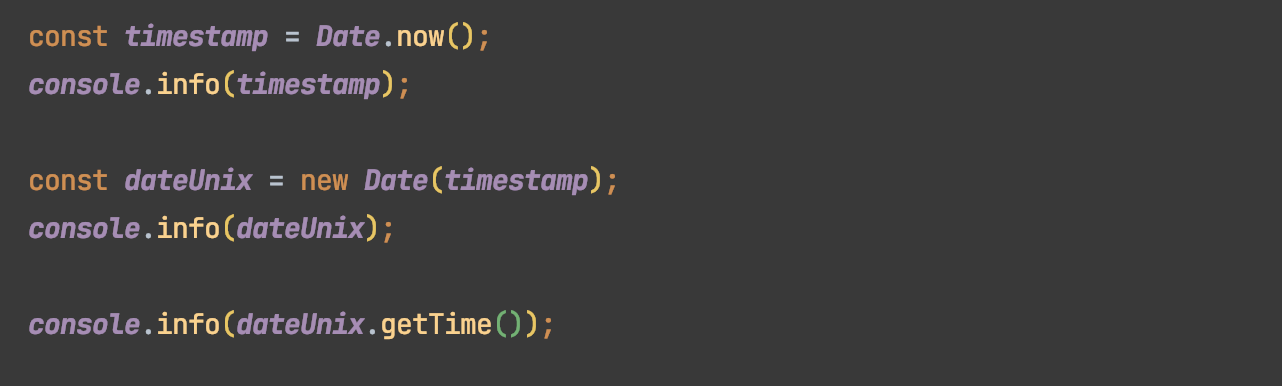 const timestamp = Date.now();
console.info(timestamp);
const dateUnix = new Date(timestamp);
console.info(dateUnix);
console.info(dateUnix.getTime());